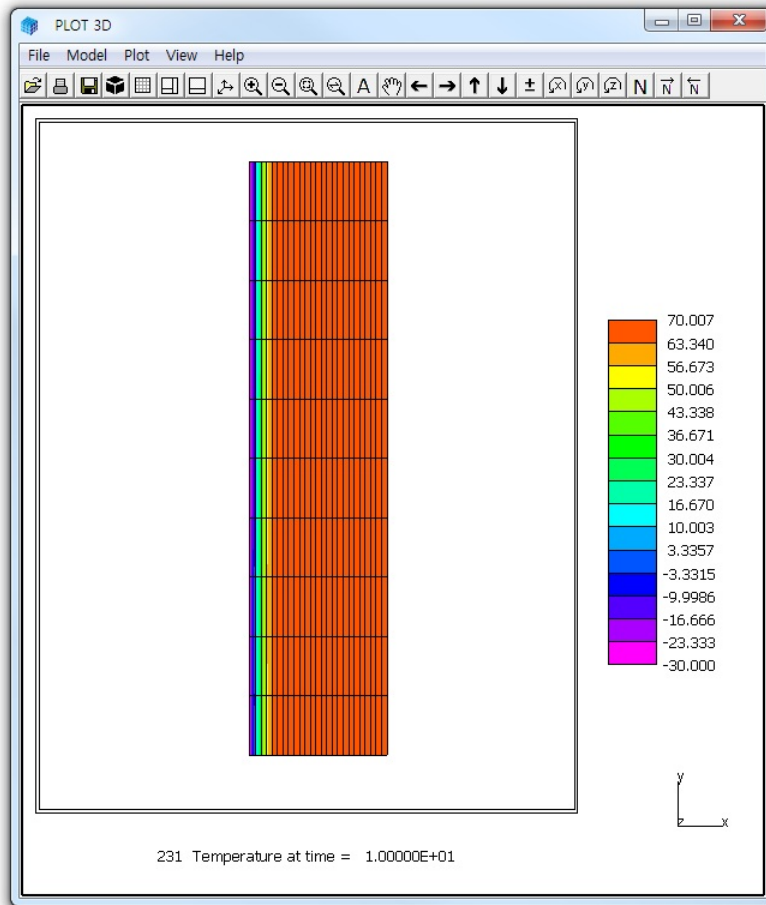 PLOT 3D
File Model Plot View Help
A
± (X) (Y) (Z) N N N
70.007
63.340
56.673
50.006
43.338
36.671
30.004
23.337
16.670
10.003
3.3357
-3.3315
-9.9986
-16.666
-23.333
-30.000
y
z x
231 Temperature at time = 1.00000E+01